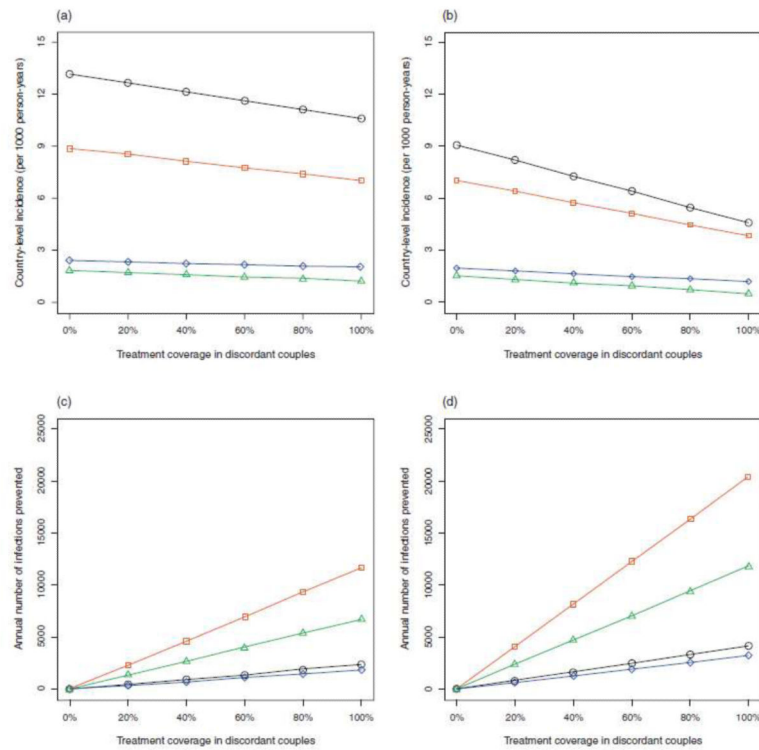 (a)
Country-level incidence (per 1000 person-years)
15
12
9
6
3
0
0% 20% 40% 60% 80% 100%
Treatment coverage in discordant couples
(b)
Country-level incidence (per 1000 person-years)
15
12
9
6
3
0
0% 20% 40% 60% 80% 100%
Treatment coverage in discordant couples
(c)
Annual number of infections prevented
25000
20000
15000
10000
5000
0
0% 20% 40% 60% 80% 100%
Treatment coverage in discordant couples
(d)
Annual number of infections prevented
25000
20000
15000
10000
5000
0
0% 20% 40% 60% 80% 100%
Treatment coverage in discordant couples